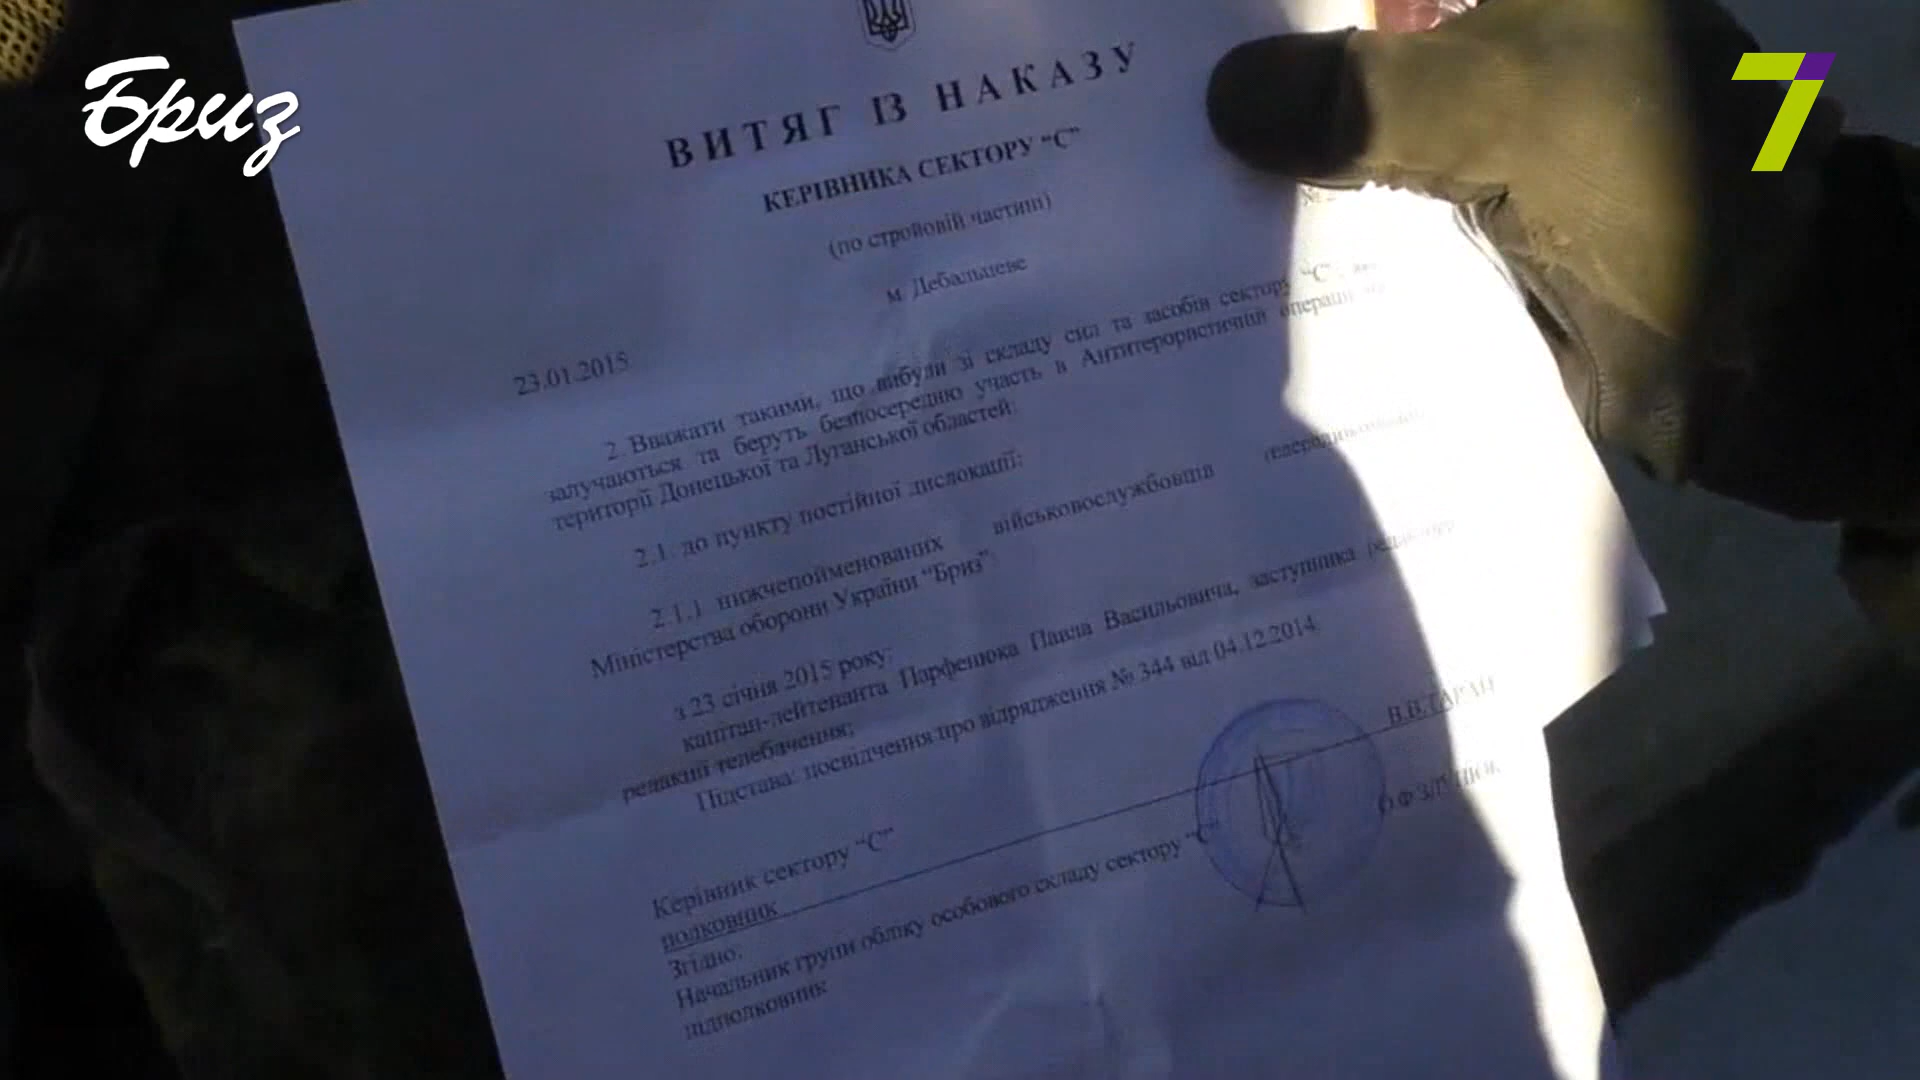 Бриз
7
ВИТЯГ ІЗ НАКАЗУ
КЕРІВНИКА СЕКТОРУ “С”
(по стройовій частині)
№
м. Дебальцеве
23.01.2015
2. Вважати такими, що вибули зі складу сил та засобів сектору “С”,
залучаються та беруть безпосередню участь в Антитерористичній операції
території Донецької та Луганської областей:
2.1. до пункту постійної дислокації:
2.1.1 нижчепойменованих військовослужбовців
Міністерства оборони України “Бриз”:
з 23 січня 2015 року:
капітан-лейтенанта Парфенюка Павла Васильовича, заступника
редакції телебачення;
Підстава: посвідчення про відрядження № 344 від 04.12.2014
Керівник сектору “С”
полковник В.В.ТАРАН
Згідно:
Начальник групи обліку особового складу сектору “С”
підполковник